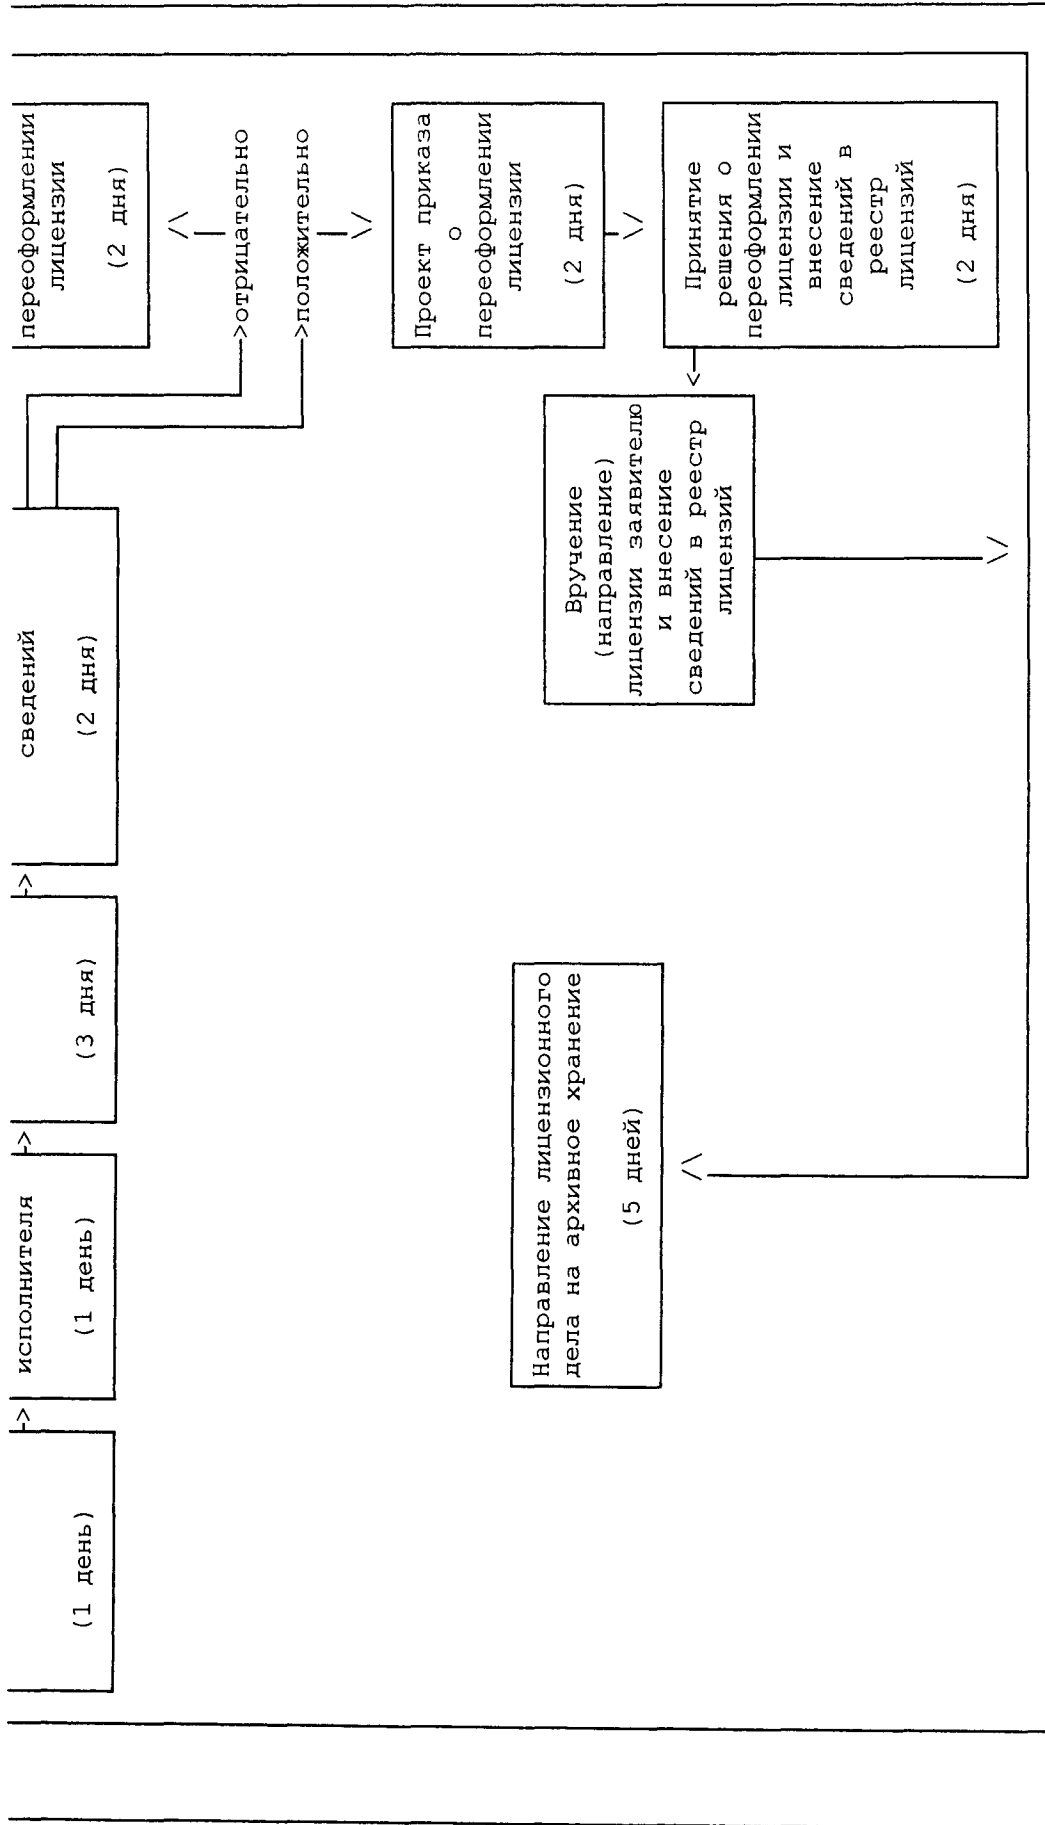 (1 день)
исполнителя
(1 день)
(3 дня)
сведений
(2 дня)
переоформлении
лицензии
(2 дня)
->
->
->
>отрицательно
>положительно
Проект приказа
о
переоформлении
лицензии
(2 дня)
Принятие
решения о
переоформлении
лицензии и
внесение
сведений в
реестр
лицензий
(2 дня)
Вручение
(направление)
лицензии заявителю
и внесение
сведений в реестр
лицензий
Направление лицензионного
дела на архивное хранение
(5 дней)